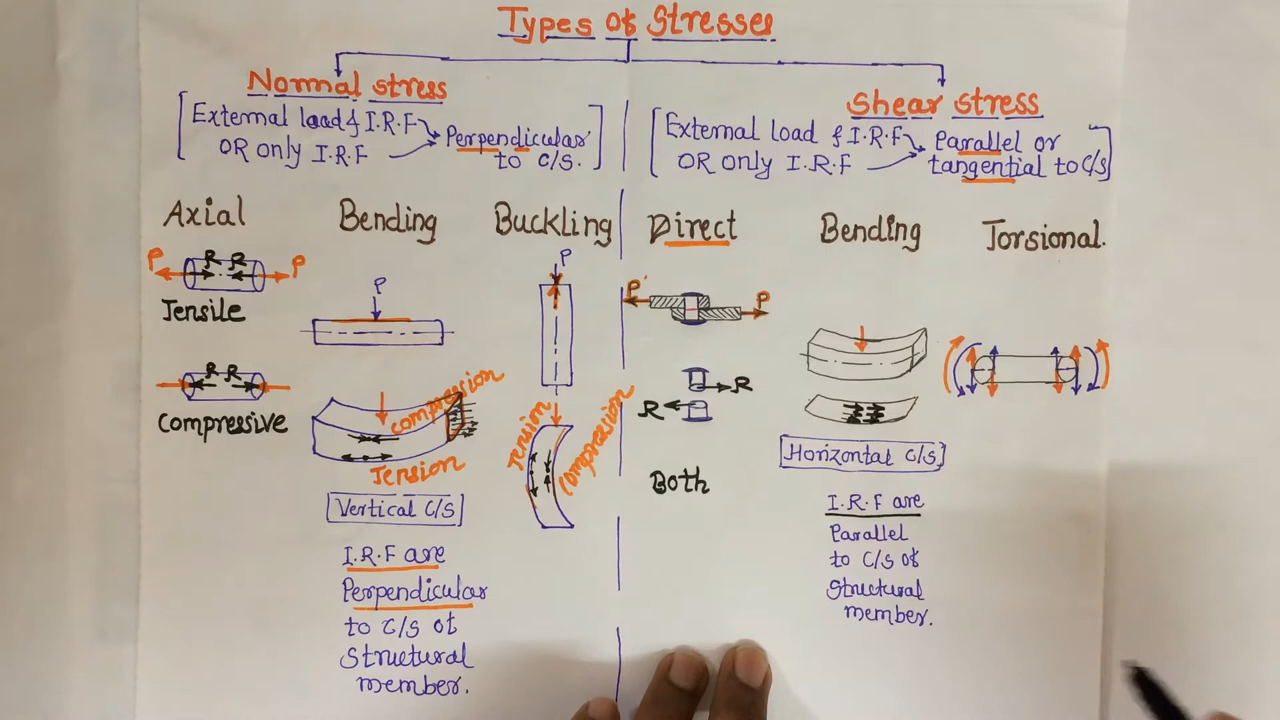 Types of Stresses
Normal stress
[External load & I.R.F
OR only I.R.F
Perpendicular
to C/S.]
Shear stress
[External load & I.R.F
OR only I.R.F
Parallel or
tangential to C/S]
Axial
Bending
Buckling
P R R P
Tensile
R R
Compressive
P
compression
Tension
Vertical C/S
I.R.F are
Perpendicular
to C/S of
Structural
member.
P
Tension
compression
Direct
Bending
Torsional.
P P
R
R
Both
Horizontal C/S
I.R.F are
Parallel
to C/S of
Structural
member.